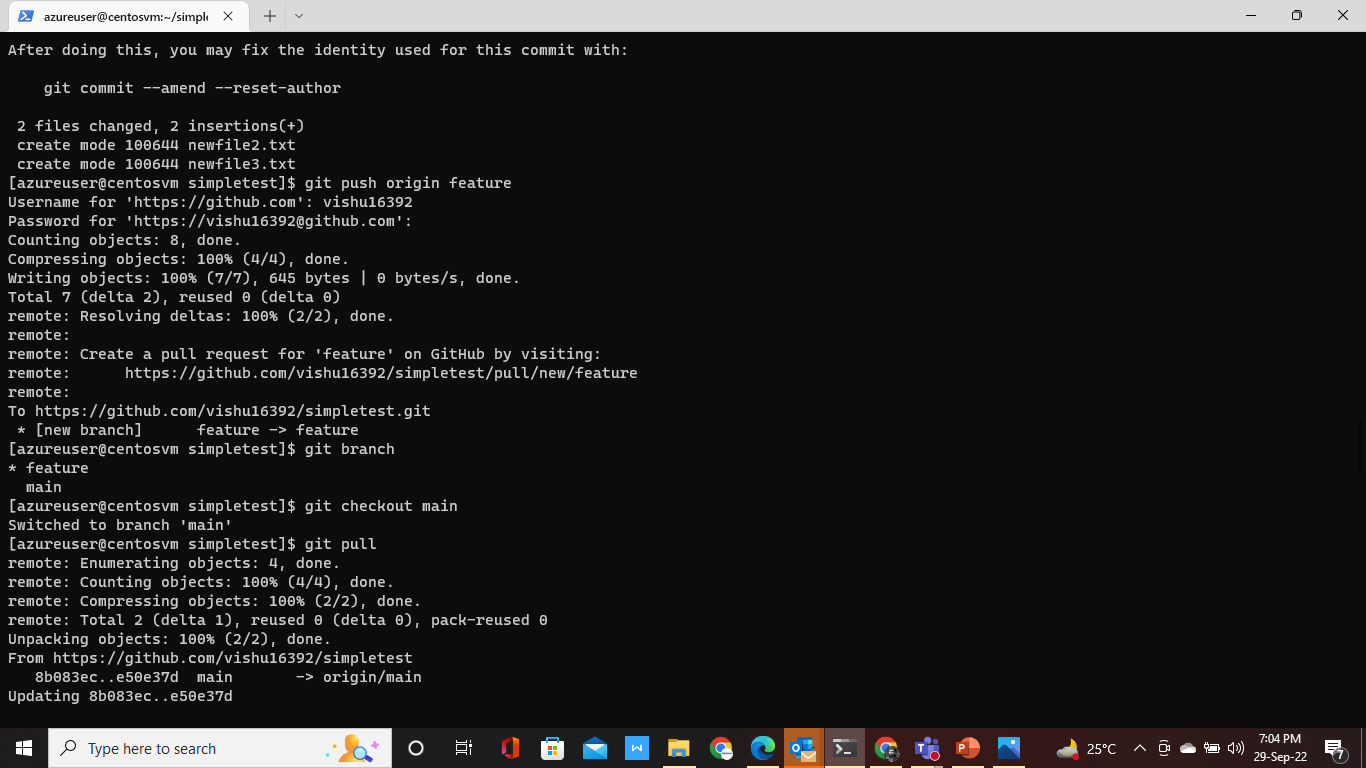 azureuser@centosvm:~/simple
After doing this, you may fix the identity used for this commit with:
git commit --amend --reset-author
2 files changed, 2 insertions(+)
create mode 100644 newfile2.txt
create mode 100644 newfile3.txt
[azureuser@centosvm simpletest]$ git push origin feature
Username for 'https://github.com': vishu16392
Password for 'https://vishu16392@github.com':
Counting objects: 8, done.
Compressing objects: 100% (4/4), done.
Writing objects: 100% (7/7), 645 bytes | 0 bytes/s, done.
Total 7 (delta 2), reused 0 (delta 0)
remote: Resolving deltas: 100% (2/2), done.
remote:
remote: Create a pull request for 'feature' on GitHub by visiting:
remote:      https://github.com/vishu16392/simpletest/pull/new/feature
remote:
To https://github.com/vishu16392/simpletest.git
* [new branch]      feature -> feature
[azureuser@centosvm simpletest]$ git branch
* feature
main
[azureuser@centosvm simpletest]$ git checkout main
Switched to branch 'main'
[azureuser@centosvm simpletest]$ git pull
remote: Enumerating objects: 4, done.
remote: Counting objects: 100% (4/4), done.
remote: Compressing objects: 100% (2/2), done.
remote: Total 2 (delta 1), reused 0 (delta 0), pack-reused 0
Unpacking objects: 100% (2/2), done.
From https://github.com/vishu16392/simpletest
8b083ec..e50e37d  main       -> origin/main
Updating 8b083ec..e50e37d
Type here to search
25°C
7:04 PM
29-Sep-22
7